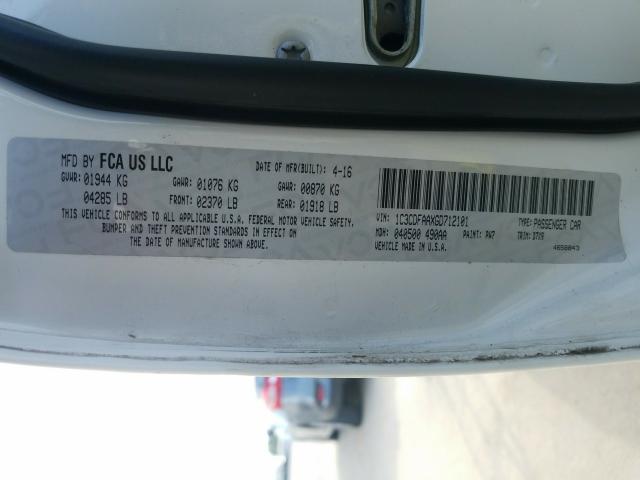 MFD BY FCA US LLC DATE OF MFR(BUILT): 4-16
GVWR: 01944 KG GAWR: 01076 KG GAWR: 00870 KG
04285 LB FRONT: 02370 LB REAR: 01918 LB
THIS VEHICLE CONFORMS TO ALL APPLICABLE U.S.A. FEDERAL MOTOR VEHICLE SAFETY,
BUMPER AND THEFT PREVENTION STANDARDS IN EFFECT ON
THE DATE OF MANUFACTURE SHOWN ABOVE.
VIN: 1C3CDFAAXGD712101 TYPE: PASSENGER CAR
MDH: 040500 490AA PAINT: PW7 TRIM: D7X9
VEHICLE MADE IN U.S.A. 4656843